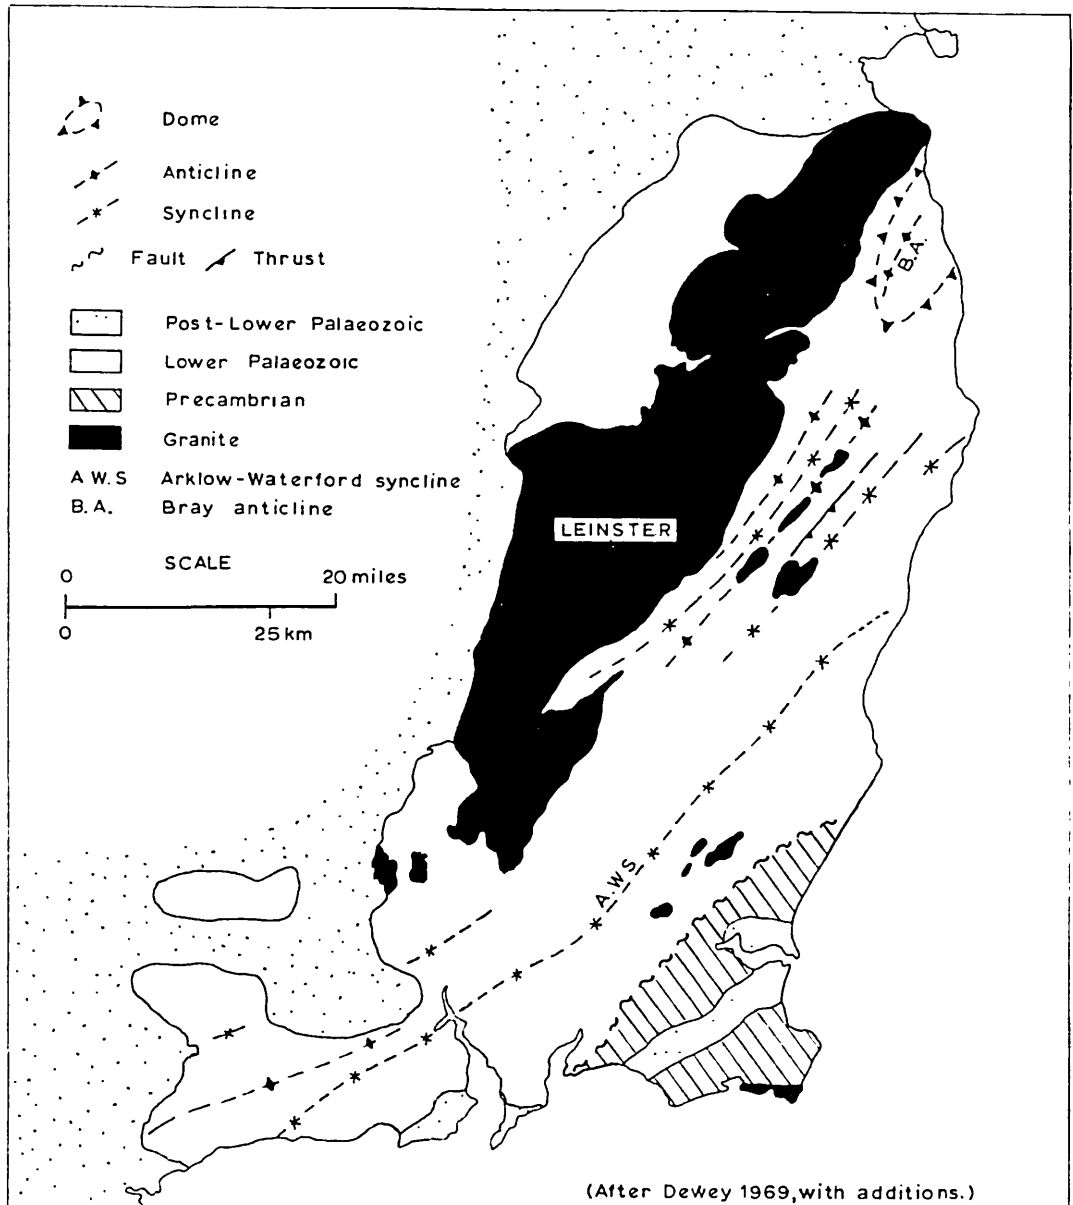 Dome
Anticline
Syncline
Fault Thrust
Post-Lower Palaeozoic
Lower Palaeozoic
Precambrian
Granite
A.W.S Arklow-Waterford syncline
B.A. Bray anticline
SCALE
0 20 miles
0 25 km
B.A.
LEINSTER
A.W.S.
(After Dewey 1969, with additions.)